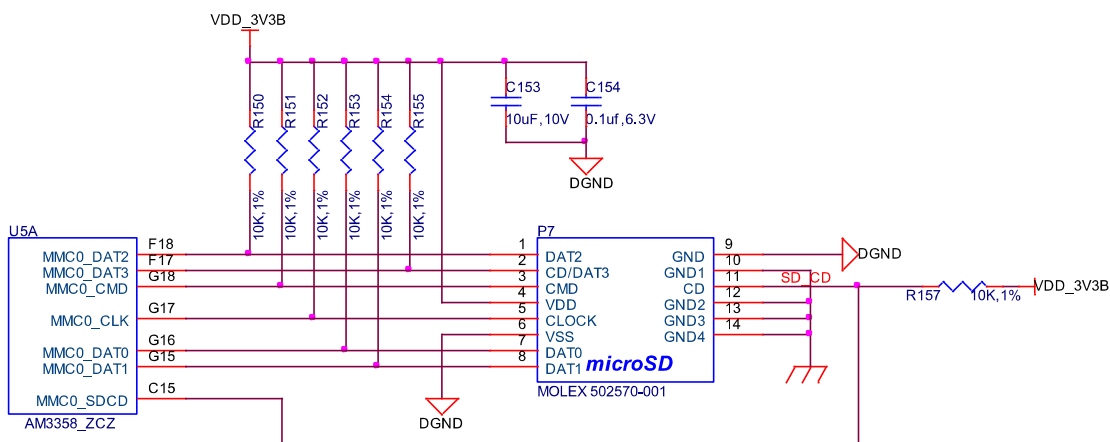 VDD_3V3B
R150
R151
R152
R153
R154
R155
10K,1%
10K,1%
10K,1%
10K,1%
10K,1%
10K,1%
C153
10uF,10V
C154
0.1uf,6.3V
DGND
U5A
MMC0_DAT2 F18
MMC0_DAT3 F17
MMC0_CMD G18
MMC0_CLK G17
MMC0_DAT0 G16
MMC0_DAT1 G15
MMC0_SDCD C15
AM3358_ZCZ
P7
1 DAT2 GND 9
2 CD/DAT3 GND1 10
3 CMD CD 11
4 VDD GND2 12
5 CLOCK GND3 13
6 VSS GND4 14
7 DAT0
8 DAT1
microSD
MOLEX 502570-001
DGND
DGND
SD_CD
R157 10K,1% VDD_3V3B